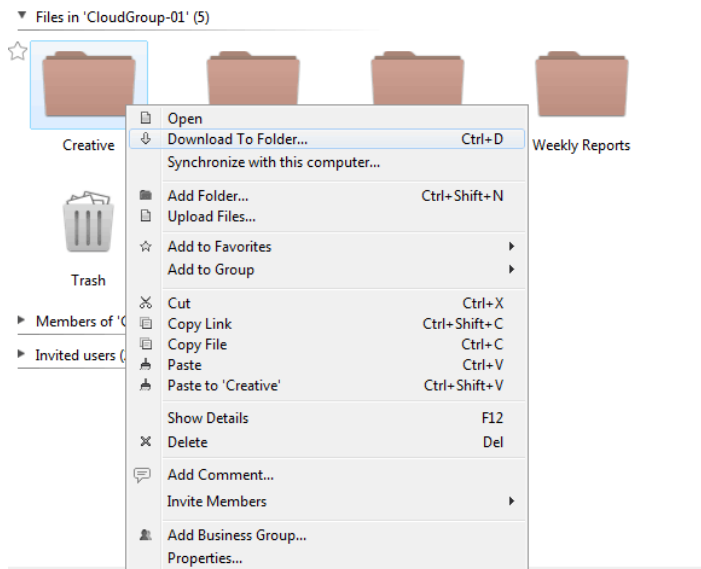 Files in 'CloudGroup-01' (5)
Creative
Weekly Reports
Trash
Members of
Invited users
Open
Download To Folder... Ctrl+D
Synchronize with this computer...
Add Folder... Ctrl+Shift+N
Upload Files...
Add to Favorites
Add to Group
Cut Ctrl+X
Copy Link Ctrl+Shift+C
Copy File Ctrl+C
Paste Ctrl+V
Paste to 'Creative' Ctrl+Shift+V
Show Details F12
Delete Del
Add Comment...
Invite Members
Add Business Group...
Properties...